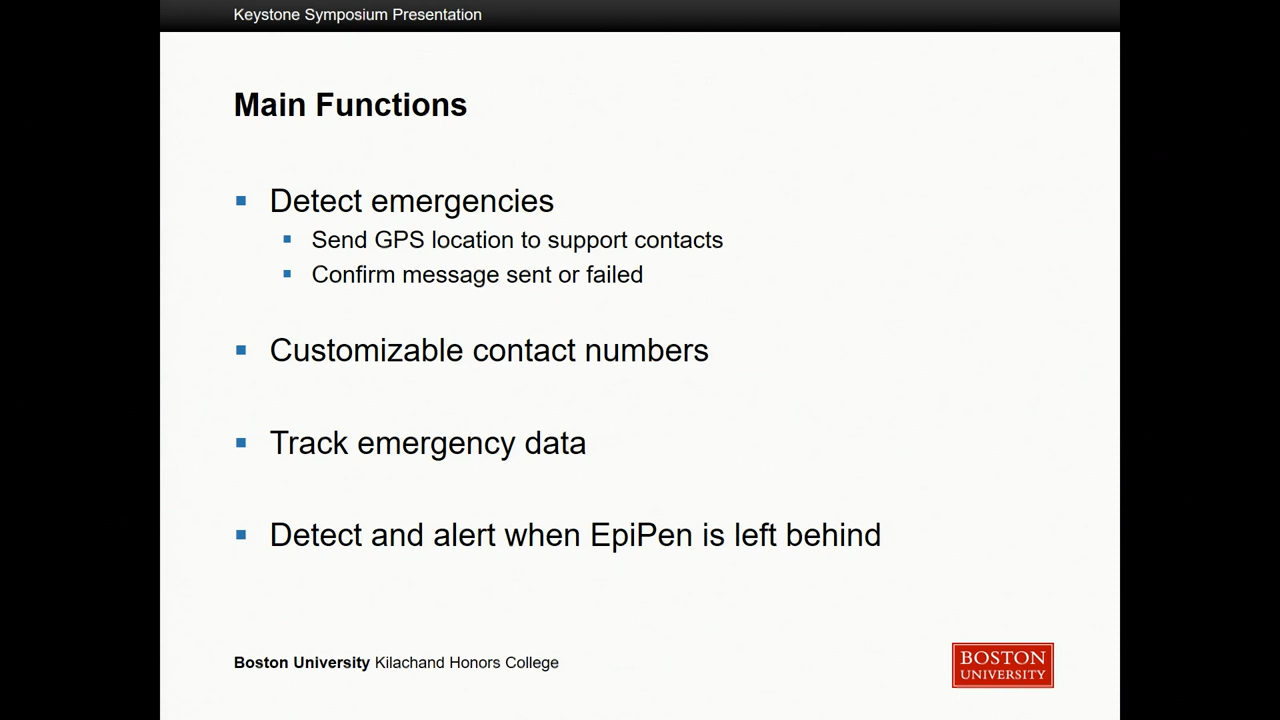 Keystone Symposium Presentation
Main Functions
Detect emergencies
Send GPS location to support contacts
Confirm message sent or failed
Customizable contact numbers
Track emergency data
Detect and alert when EpiPen is left behind
Boston University Kilachand Honors College
BOSTON
UNIVERSITY